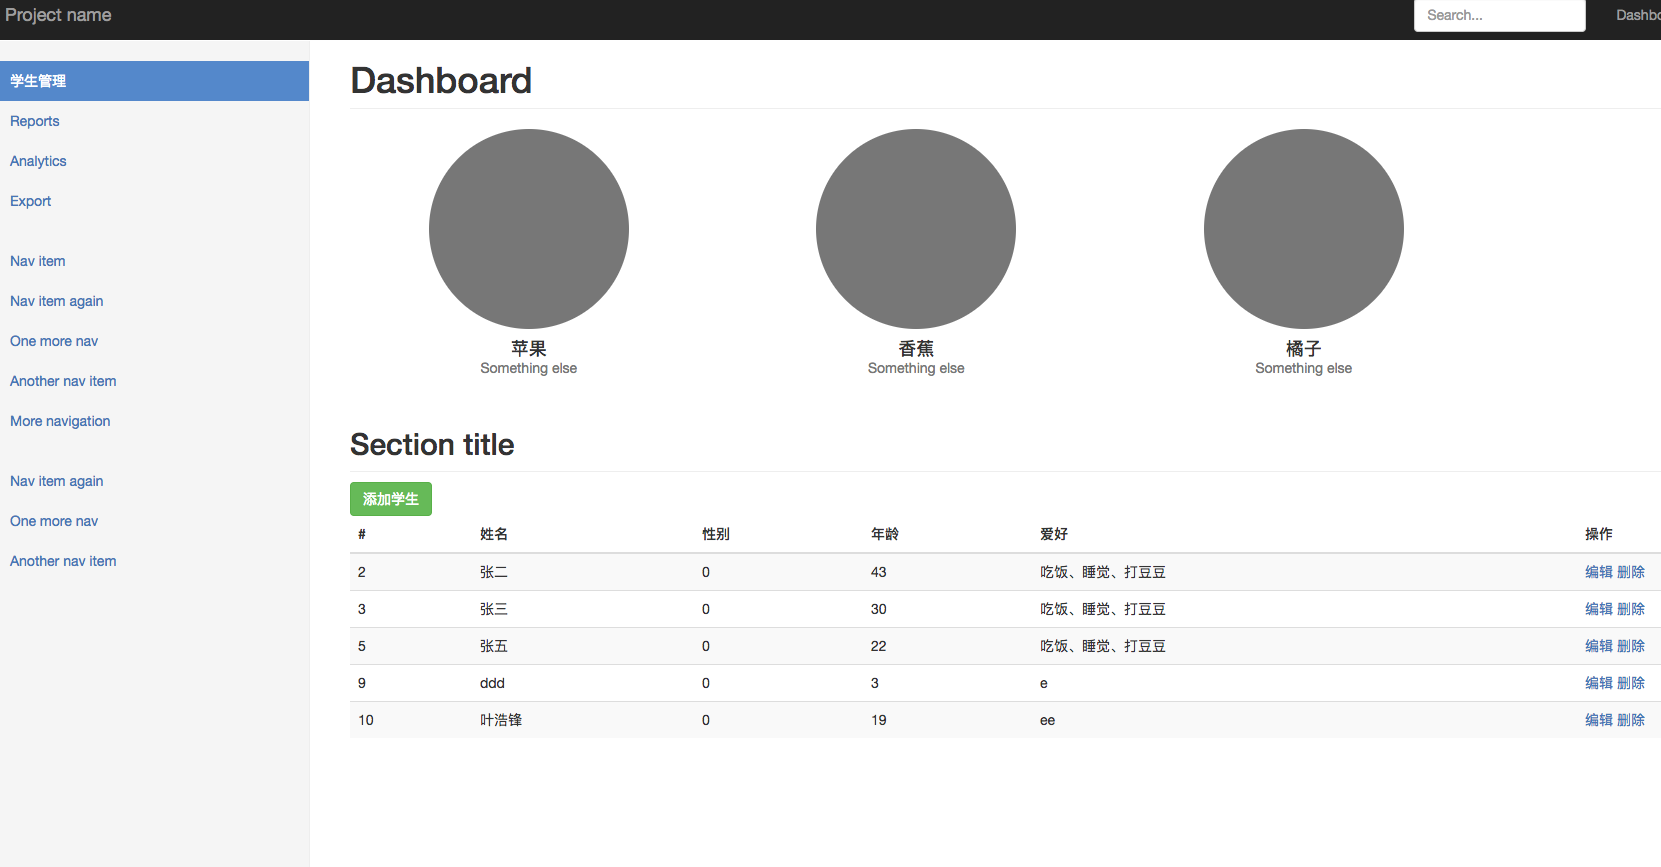 Project name Search... Dashbo
学生管理
Reports
Analytics
Export
Nav item
Nav item again
One more nav
Another nav item
More navigation
Nav item again
One more nav
Another nav item
Dashboard
苹果 香蕉 橘子
Something else Something else Something else
Section title
添加学生
# 姓名 性别 年龄 爱好 操作
2 张二 0 43 吃饭、睡觉、打豆豆 编辑 删除
3 张三 0 30 吃饭、睡觉、打豆豆 编辑 删除
5 张五 0 22 吃饭、睡觉、打豆豆 编辑 删除
9 ddd 0 3 e 编辑 删除
10 叶浩锋 0 19 ee 编辑 删除